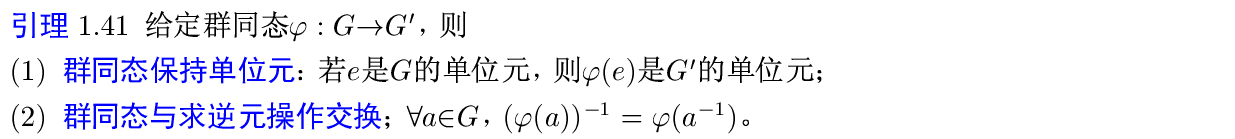 引理 1.41 给定群同态φ : G→G′，则
(1) 群同态保持单位元：若e是G的单位元，则φ(e)是G′的单位元；
(2) 群同态与求逆元操作交换；∀a∈G，(φ(a))⁻¹ = φ(a⁻¹)。